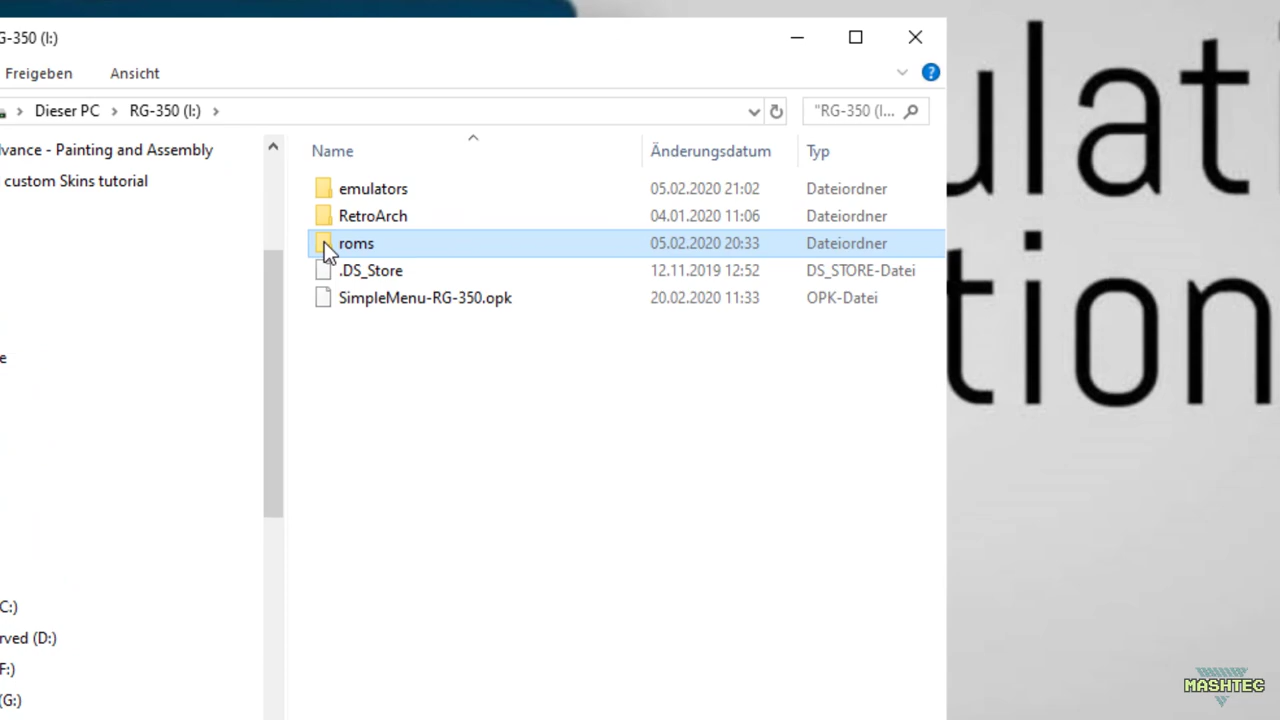 G-350 (I:)
Freigeben Ansicht
Dieser PC RG-350 (I:) "RG-350 (I...
vance - Painting and Assembly
custom Skins tutorial
e
C:)
rved (D:)
F:)
(G:)
Name Änderungsdatum Typ
emulators 05.02.2020 21:02 Dateiordner
RetroArch 04.01.2020 11:06 Dateiordner
roms 05.02.2020 20:33 Dateiordner
.DS_Store 12.11.2019 12:52 DS_STORE-Datei
SimpleMenu-RG-350.opk 20.02.2020 11:33 OPK-Datei
ulati
tion
MASHTEC